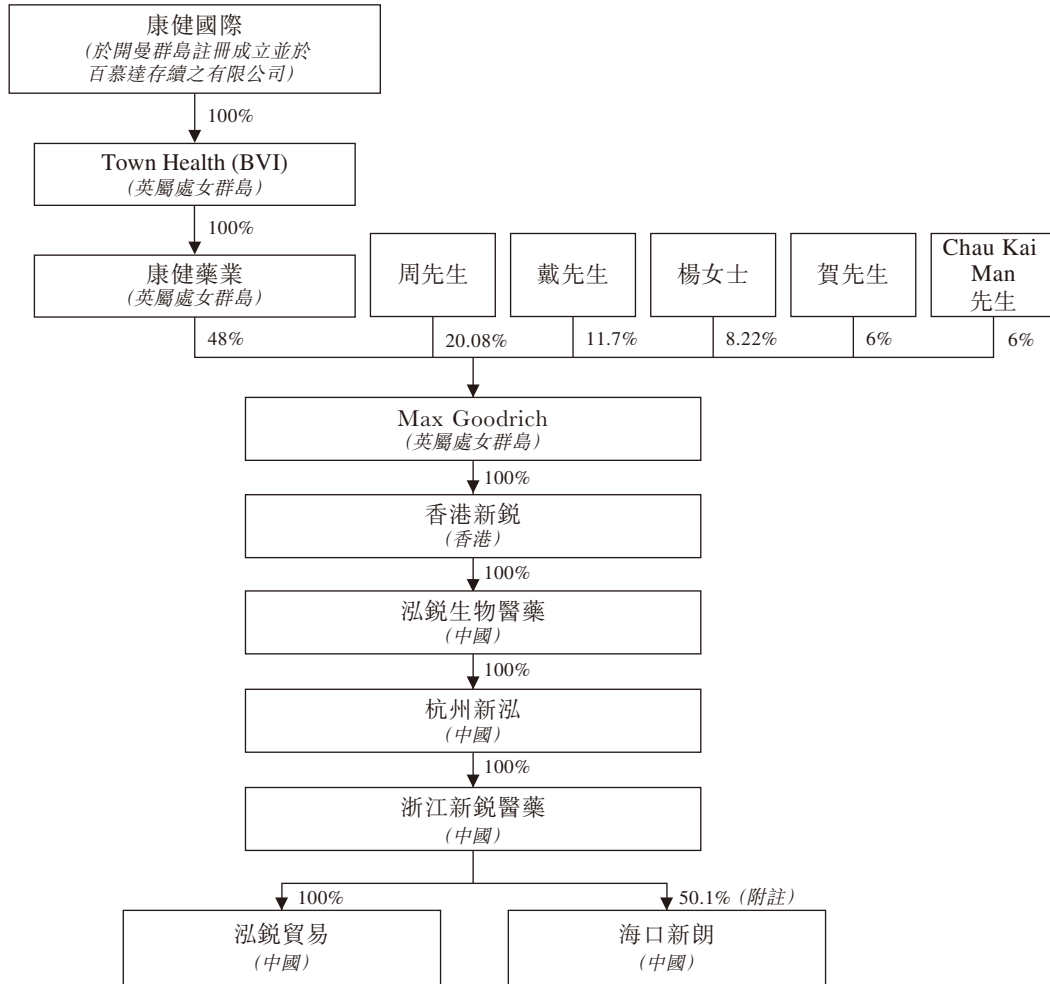 康健國際
(於開曼群島註冊成立並於
百慕達存續之有限公司)
100%
Town Health (BVI)
(英屬處女群島)
100%
康健藥業
(英屬處女群島)
周先生
戴先生
楊女士
賀先生
Chau Kai
Man
先生
48%
20.08%
11.7%
8.22%
6%
6%
Max Goodrich
(英屬處女群島)
100%
香港新銳
(香港)
100%
泓銳生物醫藥
(中國)
100%
杭州新泓
(中國)
100%
浙江新銳醫藥
(中國)
100%
50.1% (附註)
泓銳貿易
(中國)
海口新朗
(中國)